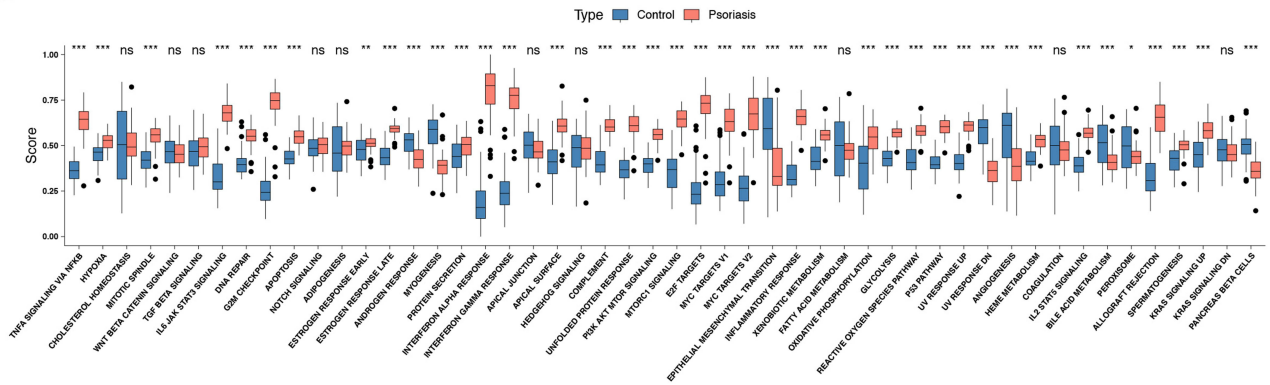 Type Control Psoriasis
*** *** ns *** ns ns *** *** *** *** ns ns ** *** *** *** *** *** *** ns *** ns *** *** *** *** *** *** *** *** *** *** ns *** *** *** *** *** *** *** *** ns *** *** * *** *** *** ns ***
Score
1.00
0.75
0.50
0.25
0.00
TNFA SIGNALING VIA NFKB
HYPOXIA
CHOLESTEROL HOMEOSTASIS
MITOTIC SPINDLE
WNT BETA CATENIN SIGNALING
TGF BETA SIGNALING
IL6 JAK STAT3 SIGNALING
DNA REPAIR
G2M CHECKPOINT
APOPTOSIS
NOTCH SIGNALING
ADIPOGENESIS
ESTROGEN RESPONSE EARLY
ESTROGEN RESPONSE LATE
ANDROGEN RESPONSE
MYOGENESIS
PROTEIN SECRETION
INTERFERON ALPHA RESPONSE
INTERFERON GAMMA RESPONSE
APICAL JUNCTION
APICAL SURFACE
HEDGEHOG SIGNALING
COMPLEMENT
UNFOLDED PROTEIN RESPONSE
PI3K AKT MTOR SIGNALING
MTORC1 SIGNALING
E2F TARGETS
MYC TARGETS V1
MYC TARGETS V2
EPITHELIAL MESENCHYMAL TRANSITION
INFLAMMATORY RESPONSE
XENOBIOTIC METABOLISM
FATTY ACID METABOLISM
OXIDATIVE PHOSPHORYLATION
GLYCOLYSIS
REACTIVE OXYGEN SPECIES PATHWAY
P53 PATHWAY
UV RESPONSE UP
UV RESPONSE DN
ANGIOGENESIS
HEME METABOLISM
COAGULATION
IL2 STAT5 SIGNALING
BILE ACID METABOLISM
PEROXISOME
ALLOGRAFT REJECTION
SPERMATOGENESIS
KRAS SIGNALING UP
KRAS SIGNALING DN
PANCREAS BETA CELLS